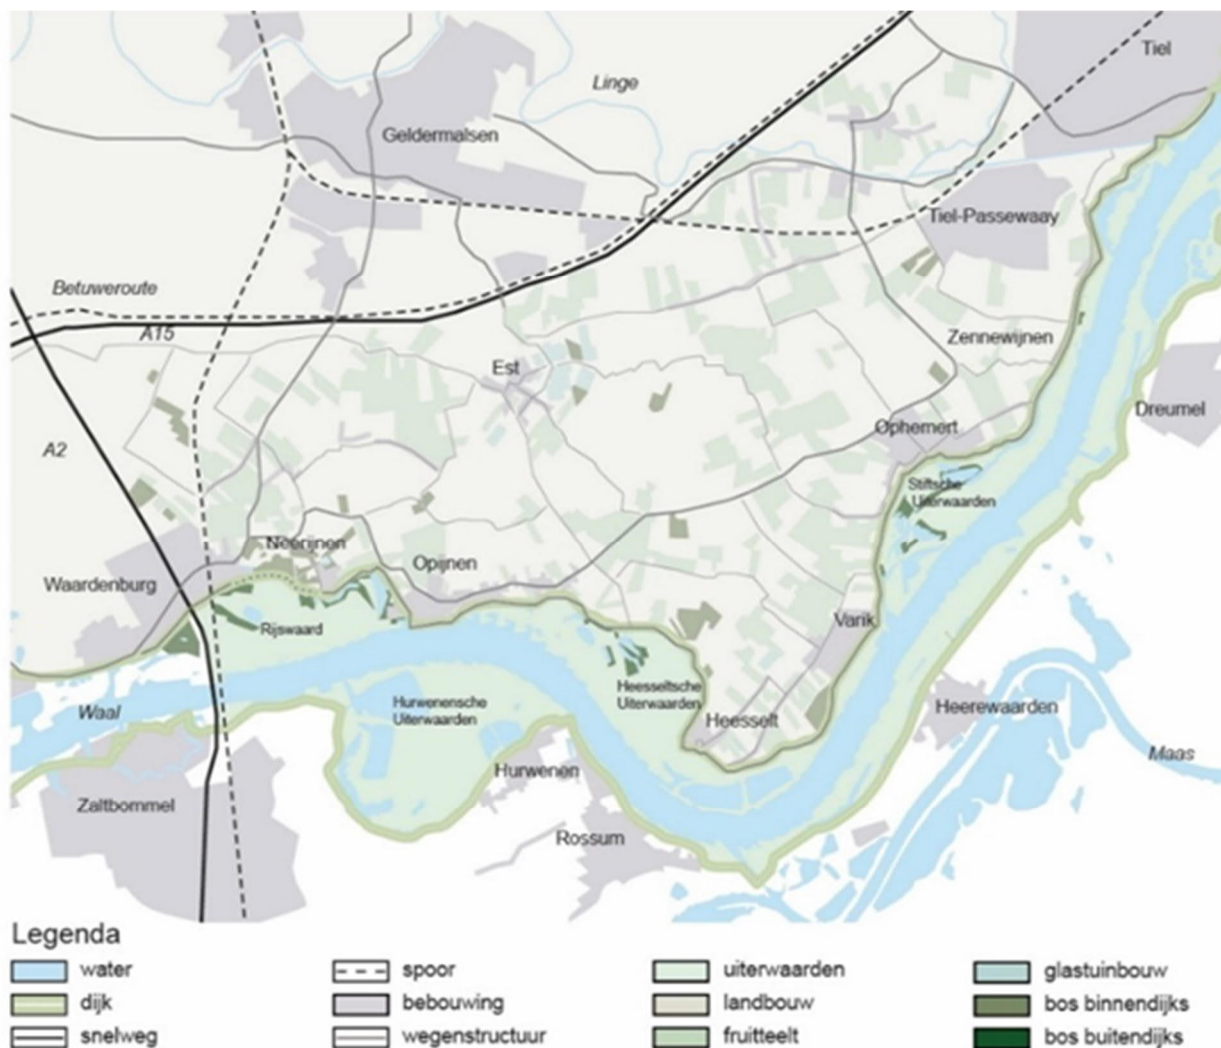 Tiel
Linge
Geldermalsen
Tiel-Passewaay
Betuweroute
A15
Zennewijnen
Est
Dreumel
Ophemert
A2
Stiftsche
Uiterwaarden
Neerijnen
Opijnen
Waardenburg
Varik
Rijswaard
Heesseltsche
Uiterwaarden
Hurwenensche
Uiterwaarden
Waal
Heesselt
Heerewaarden
Maas
Hurwenen
Zaltbommel
Rossum
Legenda
water
spoor
uiterwaarden
glastuinbouw
dijk
bebouwing
landbouw
bos binnendijks
snelweg
wegenstructuur
fruitteelt
bos buitendijks